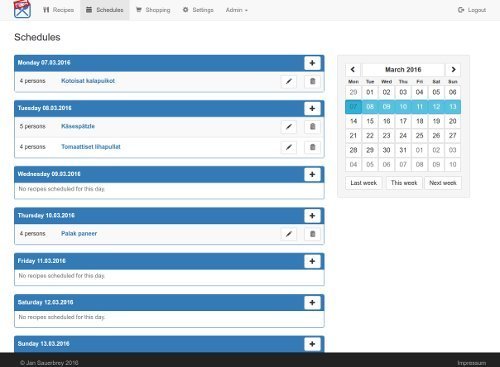 Recipes Schedules Shopping Settings Admin Logout
Schedules
Monday 07.03.2016
4 persons Kotoisat kalapuikot
Tuesday 08.03.2016
5 persons Käsespätzle
4 persons Tomaattiset lihapullat
Wednesday 09.03.2016
No recipes scheduled for this day.
Thursday 10.03.2016
4 persons Palak paneer
Friday 11.03.2016
No recipes scheduled for this day.
Saturday 12.03.2016
No recipes scheduled for this day.
Sunday 13.03.2016
March 2016
Mon Tue Wed Thu Fri Sat Sun
29 01 02 03 04 05 06
07 08 09 10 11 12 13
14 15 16 17 18 19 20
21 22 23 24 25 26 27
28 29 30 31 01 02 03
04 05 06 07 08 09 10
Last week This week Next week
© Jan Sauerbrey 2016 Impressum